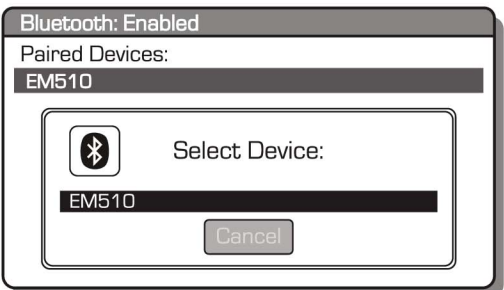 Bluetooth: Enabled
Paired Devices:
EM510
Select Device:
EM510
Cancel